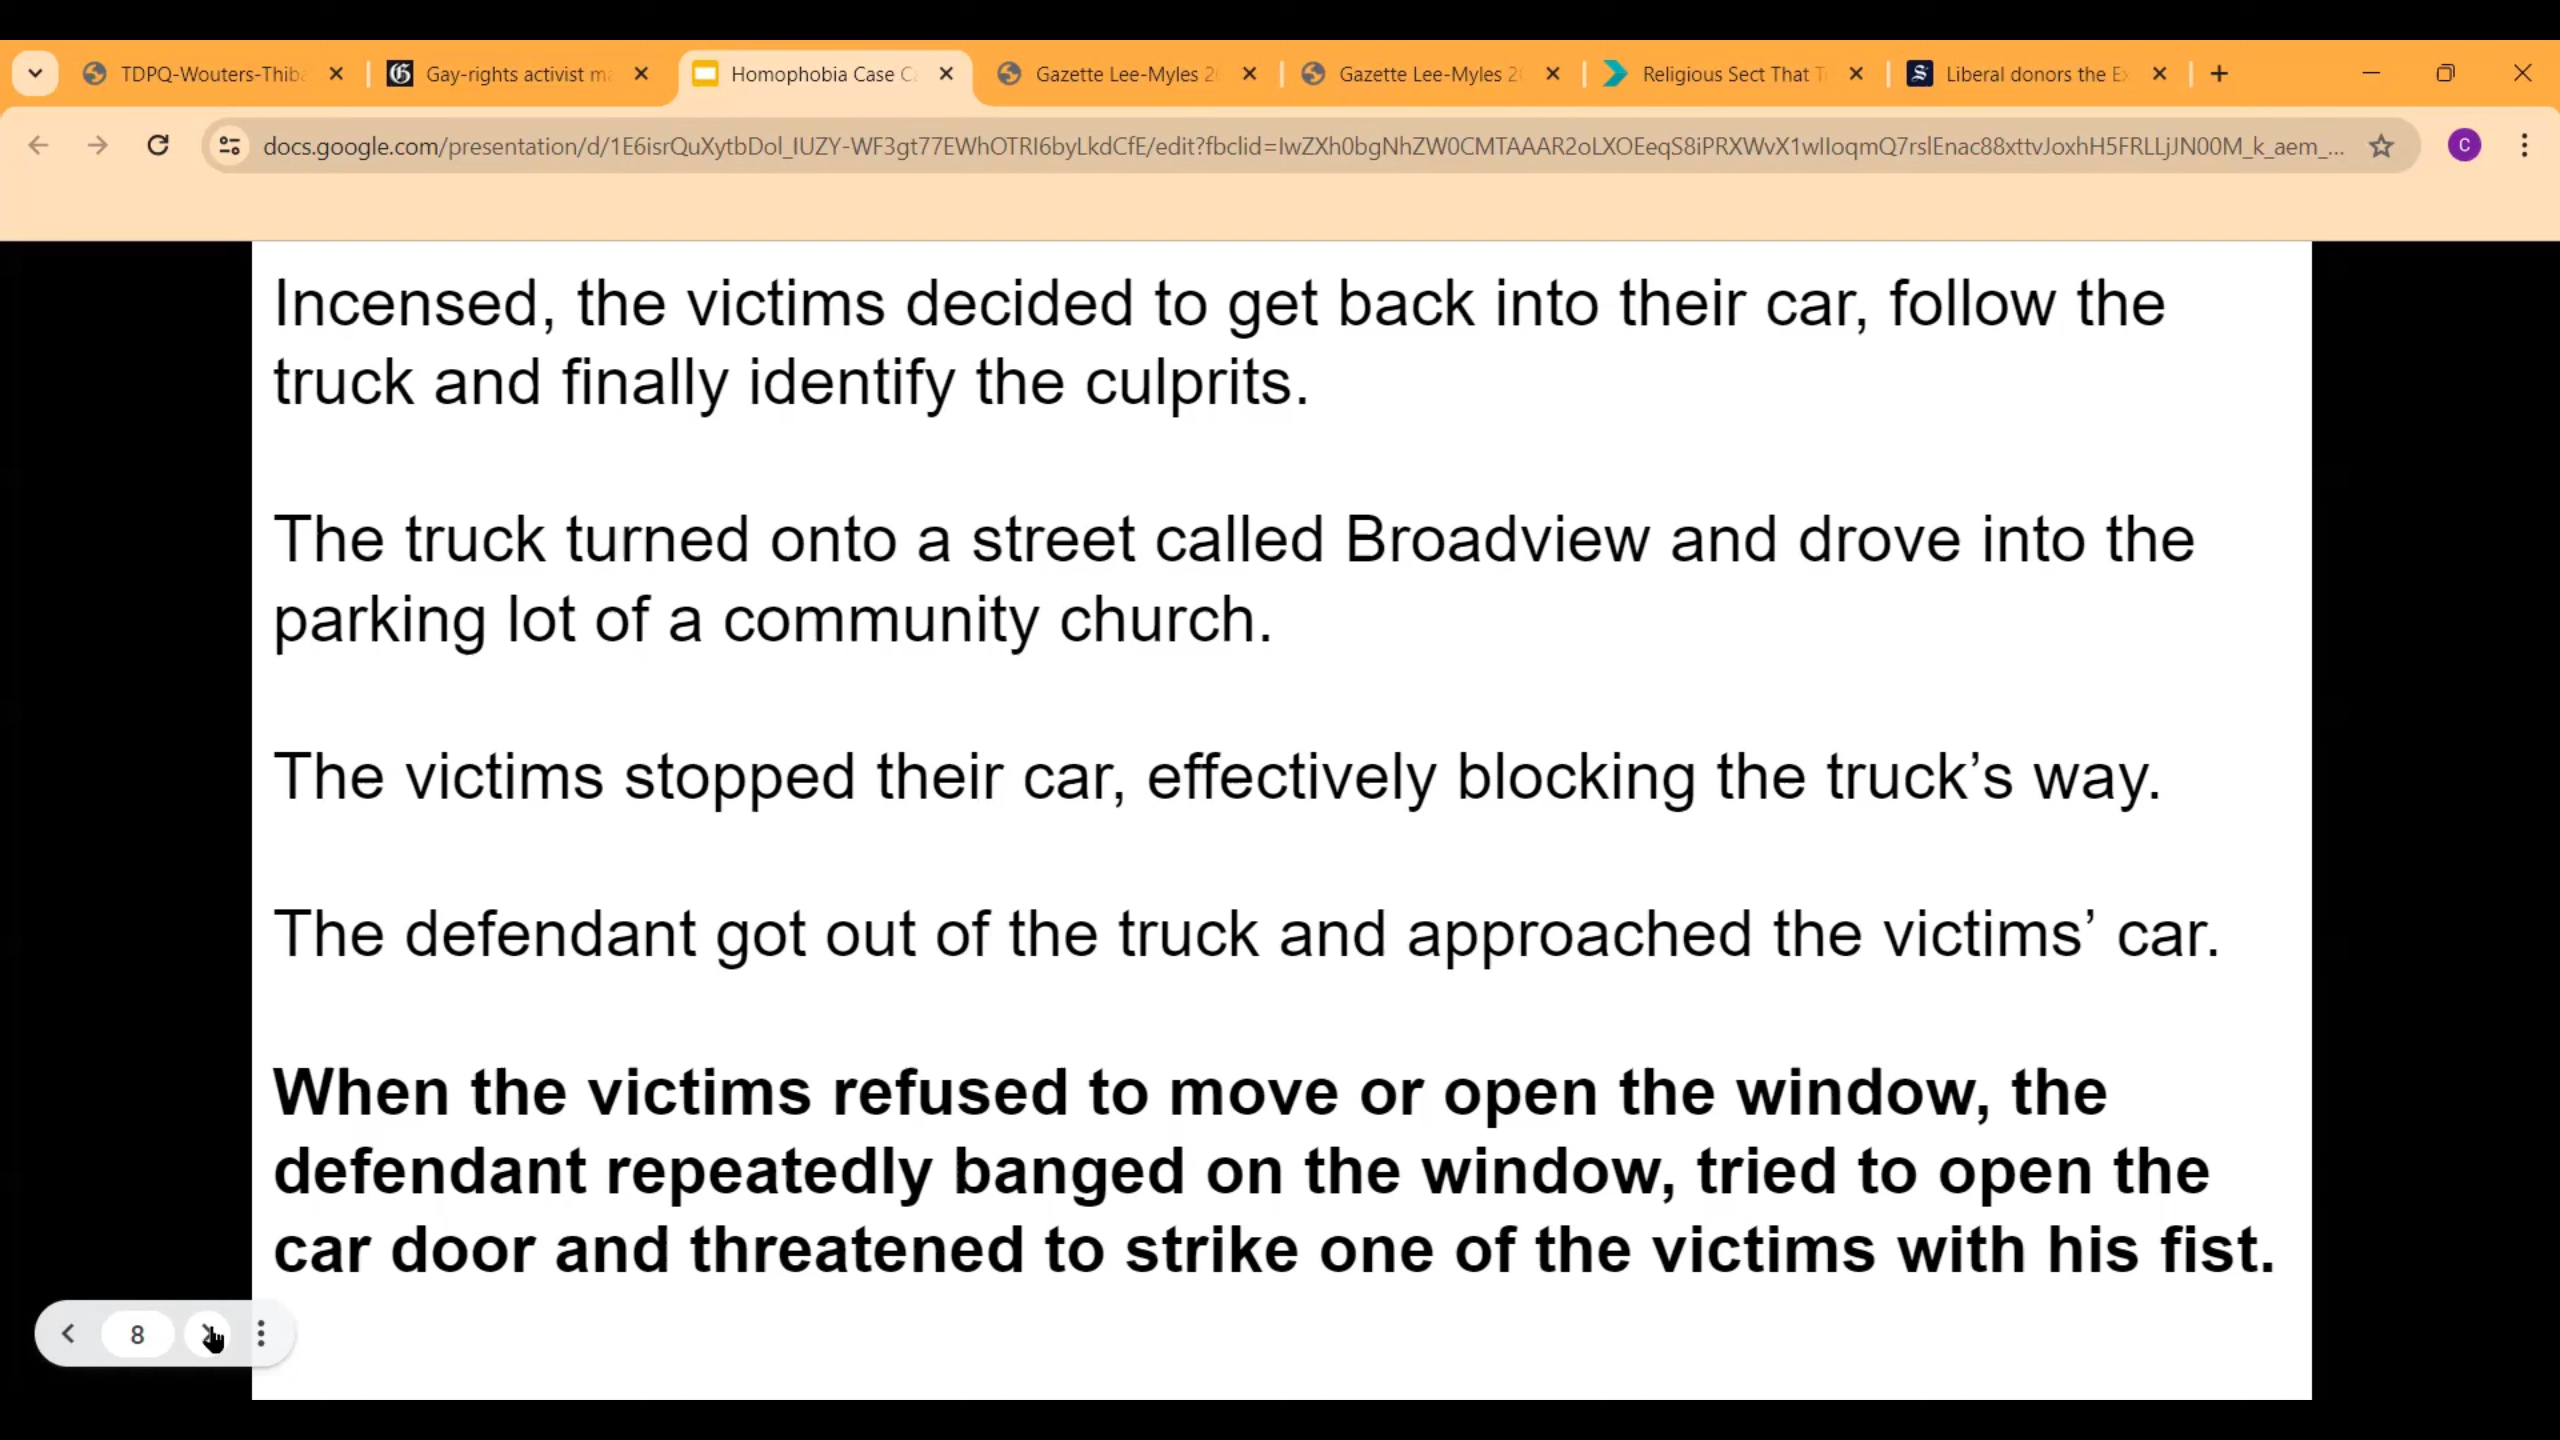 TDPQ-Wouters-Thib
Gay-rights activist m
Homophobia Case C
Gazette Lee-Myles 2
Gazette Lee-Myles 2
Religious Sect That T
Liberal donors the E
docs.google.com/presentation/d/1E6isrQuXytbDol_IUZY-WF3gt77EWhOTRI6byLkdCfE/edit?fbclid=IwZXh0bgNhZW0CMTAAAR2oLXOEeqS8iPRXWvX1wIIoqmQ7rslEnac88xttvJoxhH5FRLLjJN00M_k_aem_...
C
Incensed, the victims decided to get back into their car, follow the
truck and finally identify the culprits.
The truck turned onto a street called Broadview and drove into the
parking lot of a community church.
The victims stopped their car, effectively blocking the truck’s way.
The defendant got out of the truck and approached the victims’ car.
When the victims refused to move or open the window, the
defendant repeatedly banged on the window, tried to open the
car door and threatened to strike one of the victims with his fist.
8